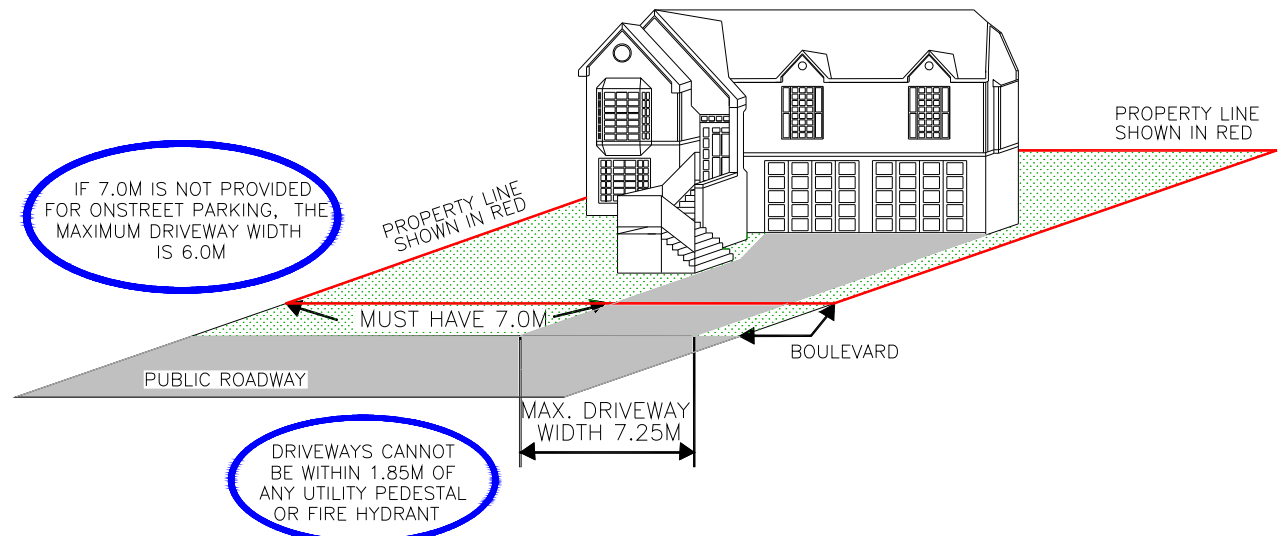 PROPERTY LINE
SHOWN IN RED
IF 7.0M IS NOT PROVIDED
FOR ONSTREET PARKING, THE
MAXIMUM DRIVEWAY WIDTH
IS 6.0M
PROPERTY LINE
SHOWN IN RED
MUST HAVE 7.0M
BOULEVARD
PUBLIC ROADWAY
MAX. DRIVEWAY
WIDTH 7.25M
DRIVEWAYS CANNOT
BE WITHIN 1.85M OF
ANY UTILITY PEDESTAL
OR FIRE HYDRANT